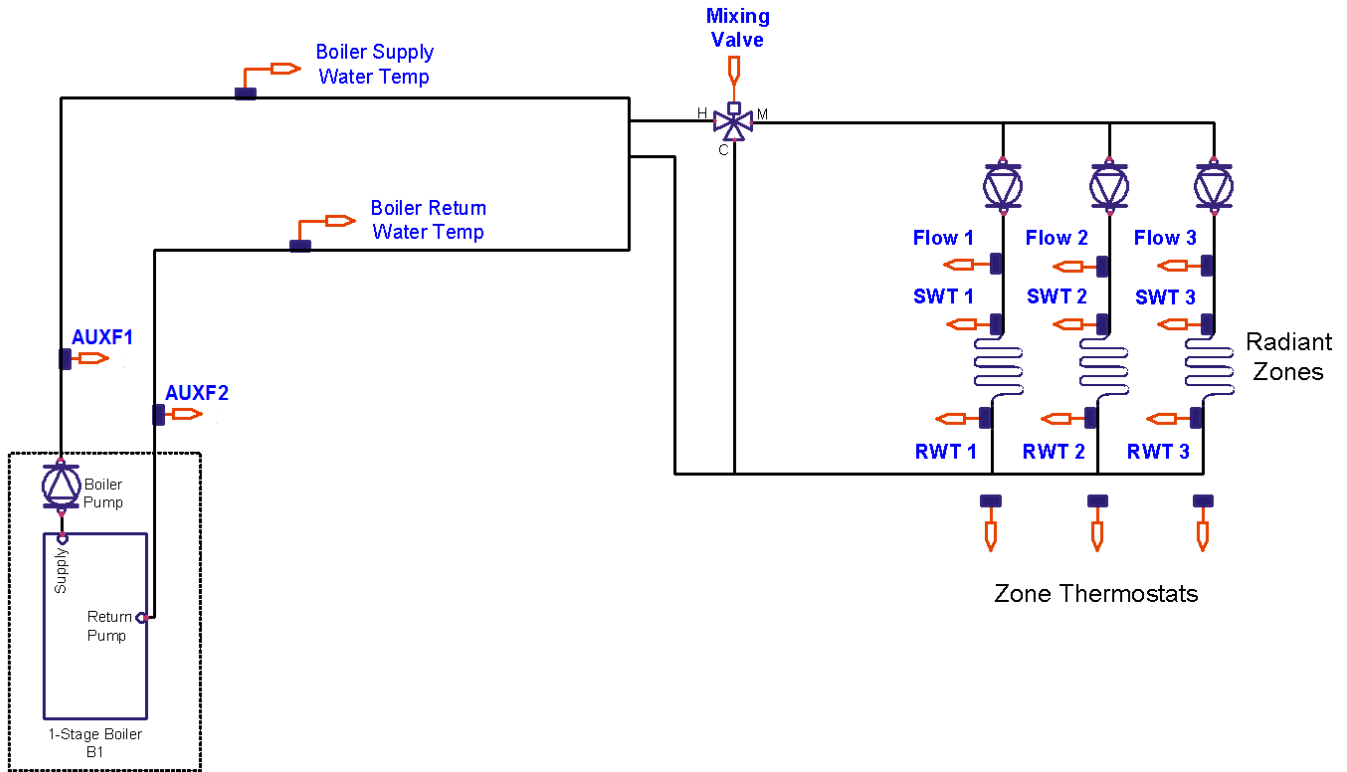 Mixing
Valve
Boiler Supply
Water Temp
H
M
C
Boiler Return
Water Temp
Flow 1
Flow 2
Flow 3
SWT 1
SWT 2
SWT 3
AUXF1
Radiant
Zones
AUXF2
RWT 1
RWT 2
RWT 3
Boiler
Pump
Supply
Return
Pump
Zone Thermostats
1-Stage Boiler
B1